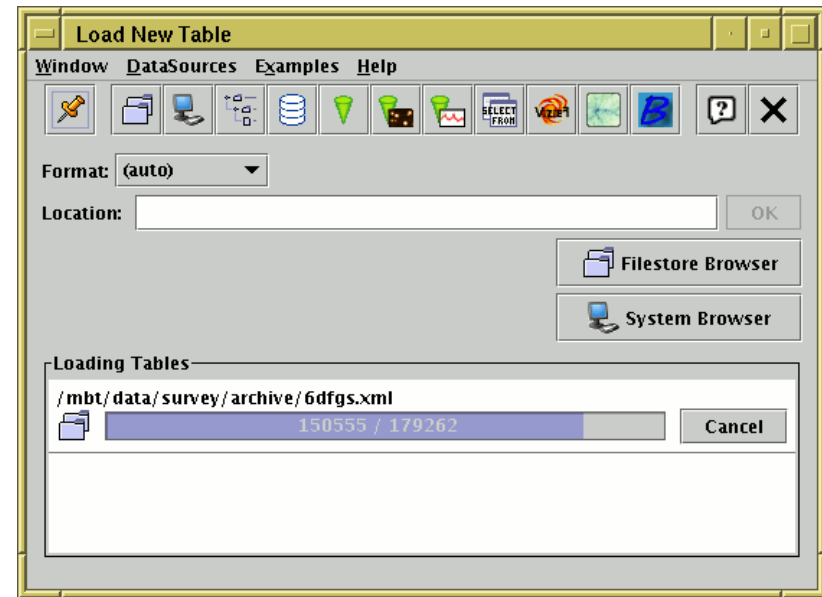 Load New Table
Window DataSources Examples Help
SELECT FROM VIZIER B ?
Format: (auto)
Location: OK
Filestore Browser
System Browser
Loading Tables
/mbt/data/survey/archive/6dfgs.xml
150555 / 179262 Cancel